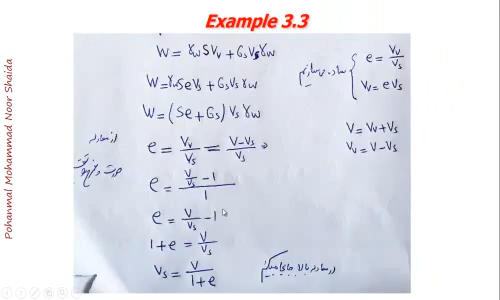 Example 3.3
Pohanmal Mohammad Noor Shaida
W = γw S Vv + Gs Vs γw
W = γw S e Vs + Gs Vs γw
W = (Se + Gs) Vs γw
e = Vv/Vs = V-Vs/Vs ⇒
e = V/Vs - 1 / 1
e = V/Vs - 1
1 + e = V/Vs
Vs = V/1+e
e = Vv/Vs
Vv = e Vs
V = Vv + Vs
Vv = V - Vs